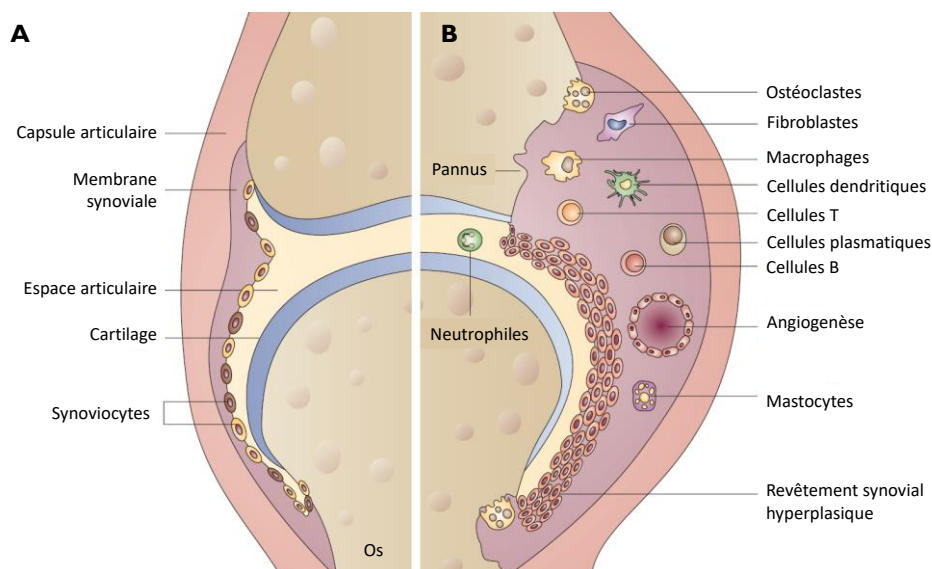 A
B
Capsule articulaire
Membrane
synoviale
Espace articulaire
Cartilage
Synoviocytes
Os
Pannus
Neutrophiles
Ostéoclastes
Fibroblastes
Macrophages
Cellules dendritiques
Cellules T
Cellules plasmatiques
Cellules B
Angiogenèse
Mastocytes
Revêtement synovial
hyperplasique